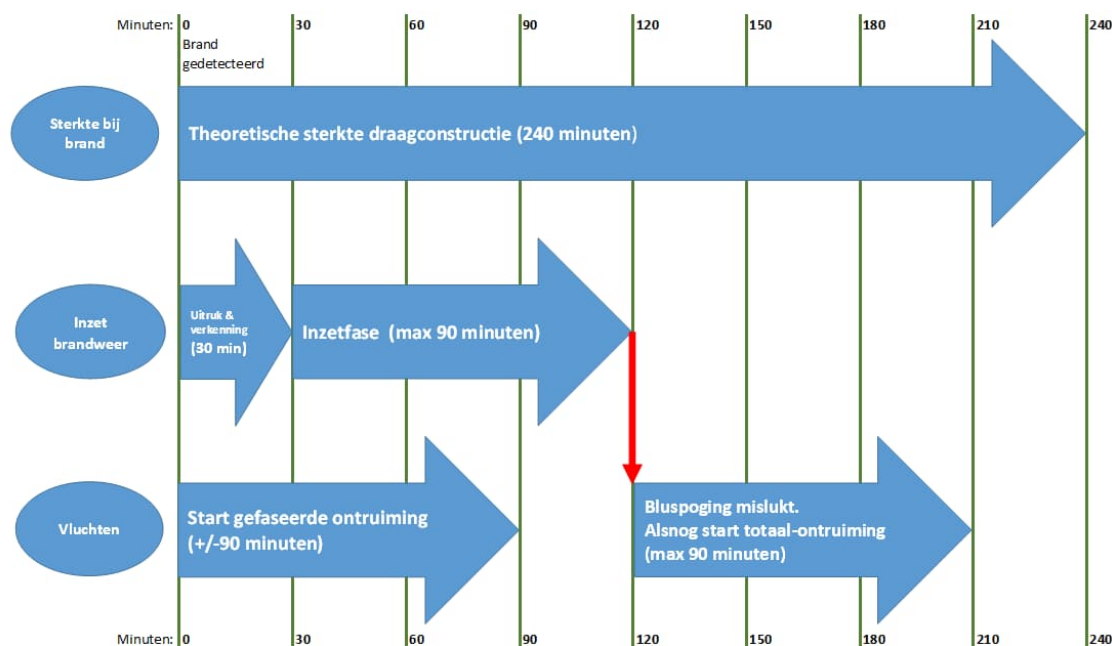 Minuten: 0 30 60 90 120 150 180 210 240
Brand
gedetecteerd
Sterkte bij
brand
Theoretische sterkte draagconstructie (240 minuten)
Inzet
brandweer
Uitruk &
verkenning
(30 min)
Inzetfase (max 90 minuten)
Vluchten
Start gefaseerde ontruiming
(+/-90 minuten)
Bluspoging mislukt.
Alsnog start totaal-ontruiming
(max 90 minuten)
Minuten: 0 30 60 90 120 150 180 210 240